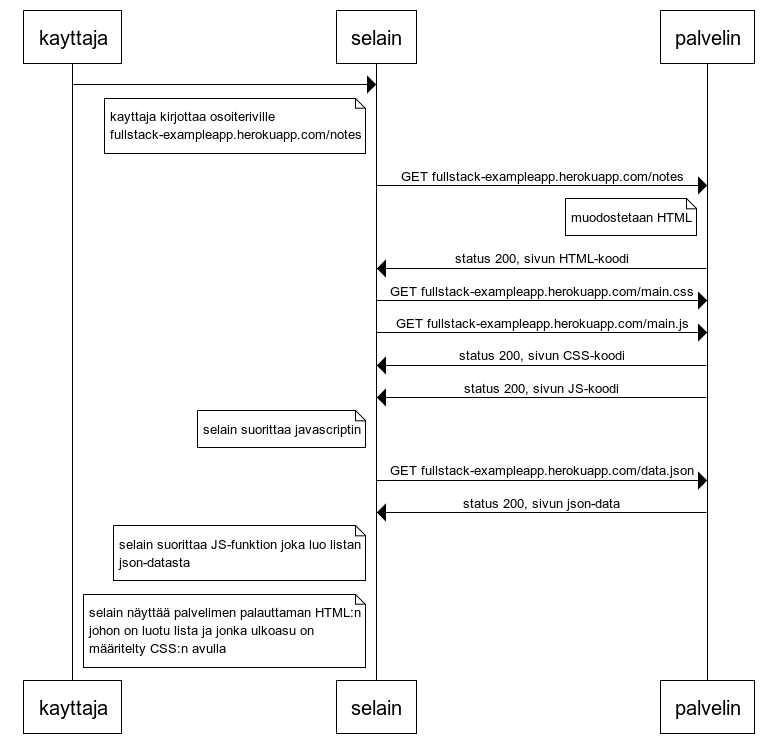 kayttaja
selain
palvelin
kayttaja kirjottaa osoiteriville
fullstack-exampleapp.herokuapp.com/notes
GET fullstack-exampleapp.herokuapp.com/notes
muodostetaan HTML
status 200, sivun HTML-koodi
GET fullstack-exampleapp.herokuapp.com/main.css
GET fullstack-exampleapp.herokuapp.com/main.js
status 200, sivun CSS-koodi
status 200, sivun JS-koodi
selain suorittaa javascriptin
GET fullstack-exampleapp.herokuapp.com/data.json
status 200, sivun json-data
selain suorittaa JS-funktion joka luo listan
json-datasta
selain näyttää palvelimen palauttaman HTML:n
johon on luotu lista ja jonka ulkoasu on
määritelty CSS:n avulla
kayttaja
selain
palvelin